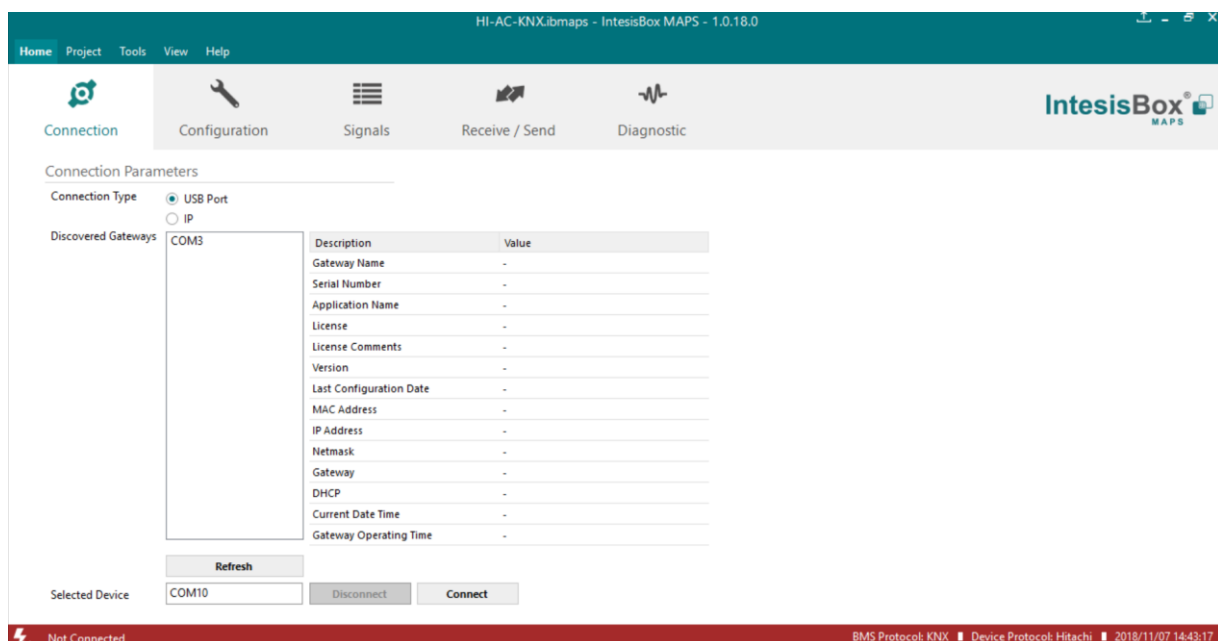 HI-AC-KNX.ibmaps - IntesisBox MAPS - 1.0.18.0
Home Project Tools View Help
Connection Configuration Signals Receive / Send Diagnostic
IntesisBox®
MAPS
Connection Parameters
Connection Type USB Port
IP
Discovered Gateways COM3
Description Value
Gateway Name -
Serial Number -
Application Name -
License -
License Comments -
Version -
Last Configuration Date -
MAC Address -
IP Address -
Netmask -
Gateway -
DHCP -
Current Date Time -
Gateway Operating Time -
Refresh
Selected Device COM10 Disconnect Connect
Not Connected BMS Protocol: KNX Device Protocol: Hitachi 2018/11/07 14:43:17